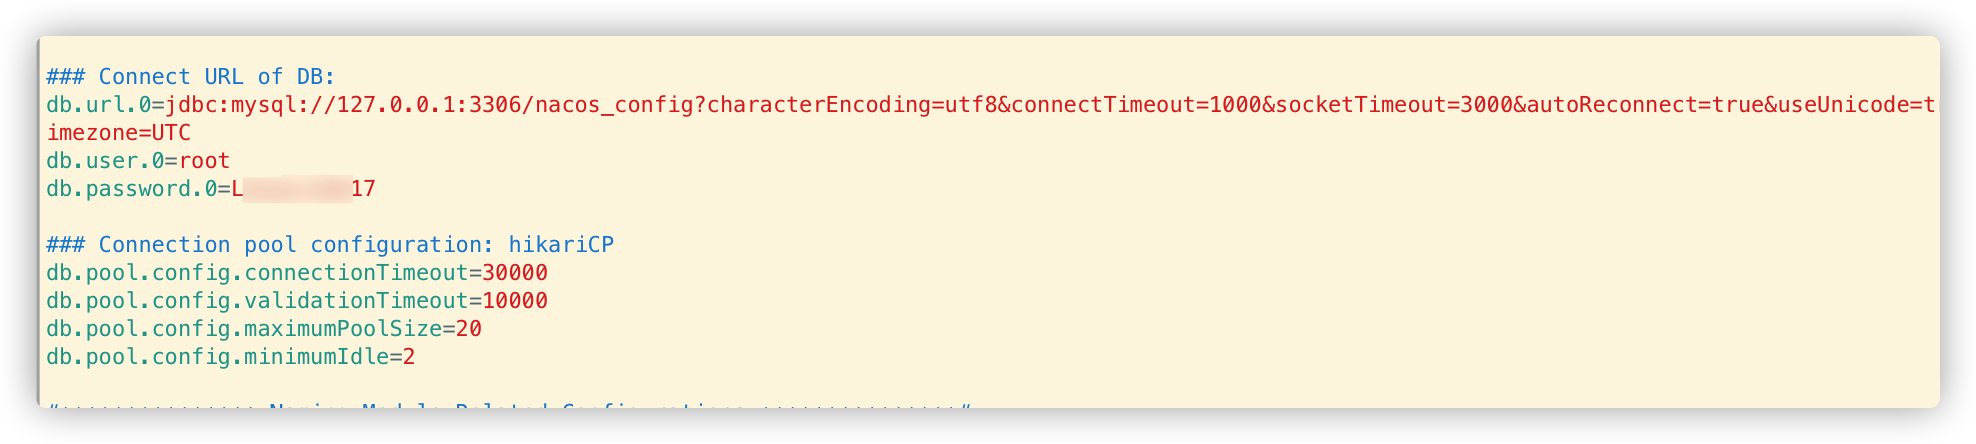 ### Connect URL of DB:
db.url.0=jdbc:mysql://127.0.0.1:3306/nacos_config?characterEncoding=utf8&connectTimeout=1000&socketTimeout=3000&autoReconnect=true&useUnicode=t
imezone=UTC
db.user.0=root
db.password.0=L 17

### Connection pool configuration: hikariCP
db.pool.config.connectionTimeout=30000
db.pool.config.validationTimeout=10000
db.pool.config.maximumPoolSize=20
db.pool.config.minimumIdle=2